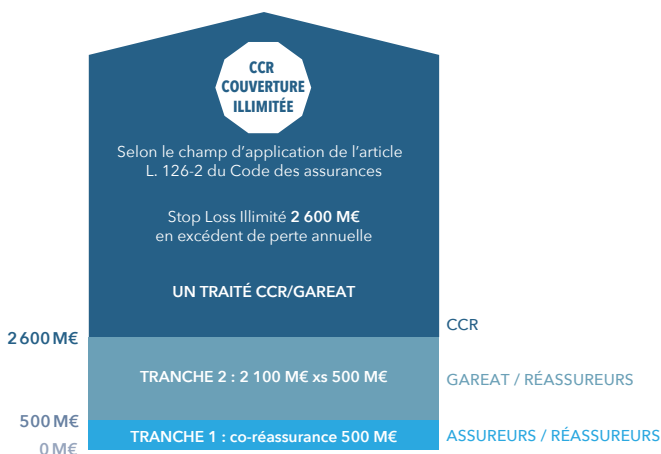 CCR
COUVERTURE
ILLIMITÉE
Selon le champ d’application de l’article
L. 126-2 du Code des assurances
Stop Loss Illimité 2 600 M€
en excédent de perte annuelle
UN TRAITÉ CCR/GAREAT
CCR
2 600 M€
TRANCHE 2 : 2 100 M€ xs 500 M€
GAREAT / RÉASSUREURS
500 M€
TRANCHE 1 : co-réassurance 500 M€
ASSUREURS / RÉASSUREURS
0 M€